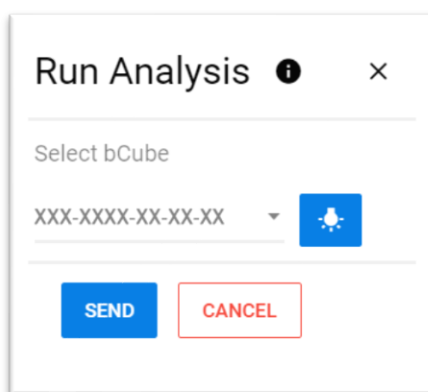 Run Analysis
Select bCube
XXX-XXXX-XX-XX-XX
SEND CANCEL